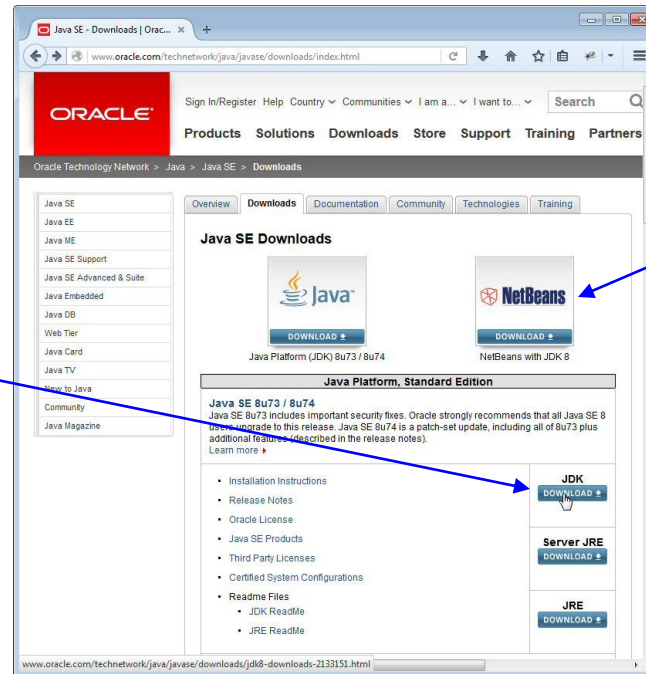 Java SE - Downloads | Orac...
www.oracle.com/technetwork/java/javase/downloads/index.html
ORACLE
Sign In/Register Help Country Communities I am a... I want to... Search
Products Solutions Downloads Store Support Training Partners
Oracle Technology Network > Java > Java SE > Downloads
Java SE
Java EE
Java ME
Java SE Support
Java SE Advanced & Suite
Java Embedded
Java DB
Web Tier
Java Card
Java TV
New to Java
Community
Java Magazine
Overview Downloads Documentation Community Technologies Training
Java SE Downloads
Java
DOWNLOAD
Java Platform (JDK) 8u73 / 8u74
NetBeans
DOWNLOAD
NetBeans with JDK 8
Java Platform, Standard Edition
Java SE 8u73 / 8u74
Java SE 8u73 includes important security fixes. Oracle strongly recommends that all Java SE 8
users upgrade to this release. Java SE 8u74 is a patch-set update, including all of 8u73 plus
additional features (described in the release notes).
Learn more
• Installation Instructions
• Release Notes
• Oracle License
• Java SE Products
• Third Party Licenses
• Certified System Configurations
• Readme Files
• JDK ReadMe
• JRE ReadMe
JDK
DOWNLOAD
Server JRE
DOWNLOAD
JRE
DOWNLOAD
www.oracle.com/technetwork/java/javase/downloads/jdk8-downloads-2133151.html